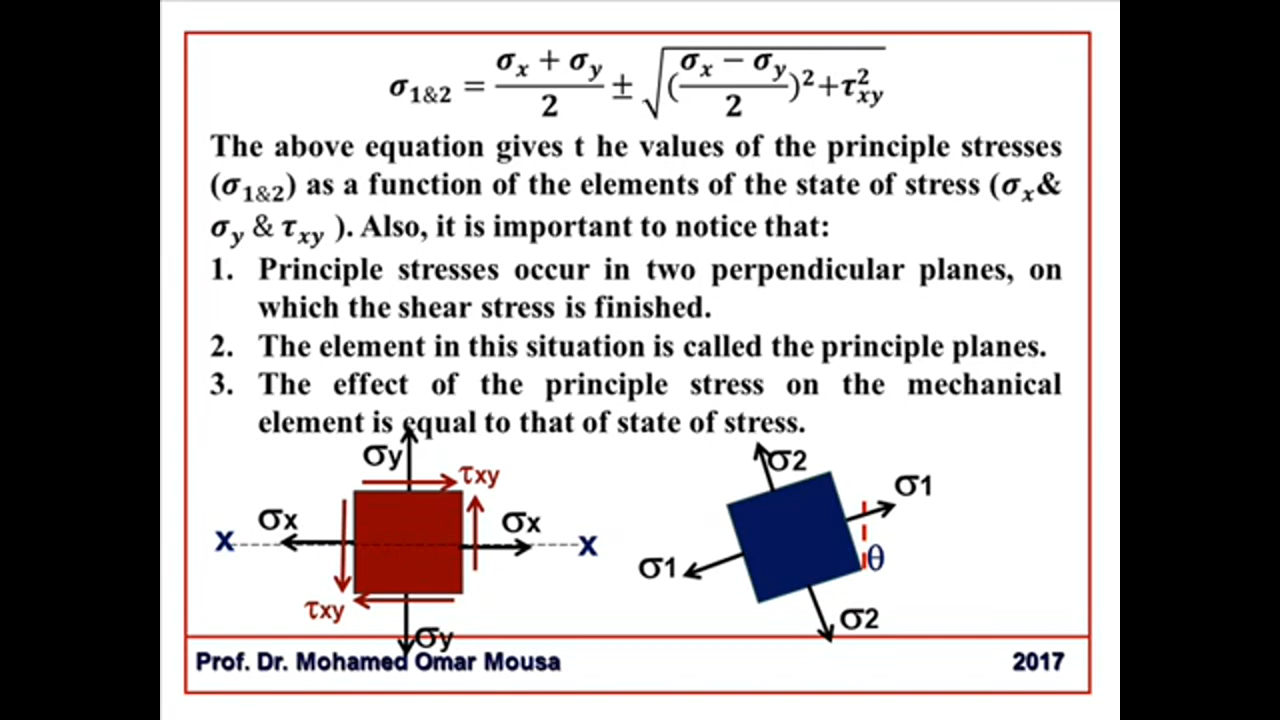 σ1&2 = (σx + σy)/2 ± √((σx − σy)/2)²+τ²xy
The above equation gives t he values of the principle stresses
(σ1&2) as a function of the elements of the state of stress (σx&
σy & τxy ). Also, it is important to notice that:
1. Principle stresses occur in two perpendicular planes, on
which the shear stress is finished.
2. The element in this situation is called the principle planes.
3. The effect of the principle stress on the mechanical
element is equal to that of state of stress.
σy
τxy
σx
σx
X
X
τxy
σy
σ2
σ1
σ1
θ
σ2
Prof. Dr. Mohamed Omar Mousa
2017